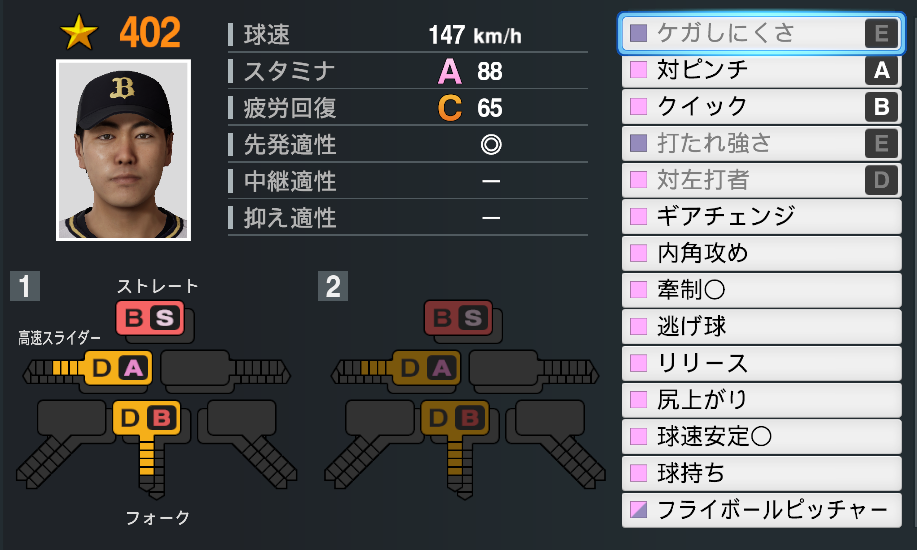 402
B
球速 147 km/h
スタミナ A 88
疲労回復 C 65
先発適性 ◎
中継適性 ー
抑え適性 ー
ケガしにくさ E
対ピンチ A
クイック B
打たれ強さ E
対左打者 D
ギアチェンジ
内角攻め
牽制〇
逃げ球
リリース
尻上がり
球速安定〇
球持ち
フライボールピッチャー
1
ストレート
B S
高速スライダー
D A
D B
フォーク
2
B S
D A
D B